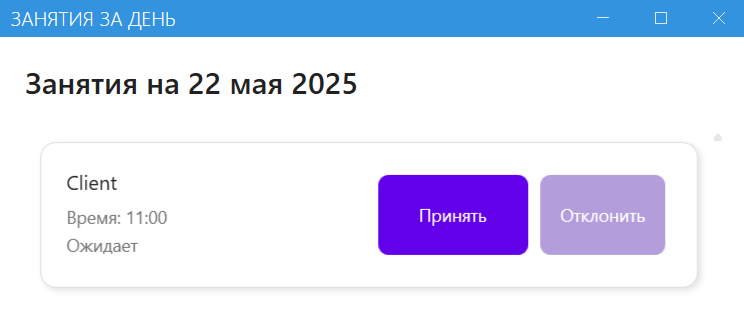 ЗАНЯТИЯ ЗА ДЕНЬ
Занятия на 22 мая 2025
Client
Время: 11:00
Ожидает
Принять
Отклонить